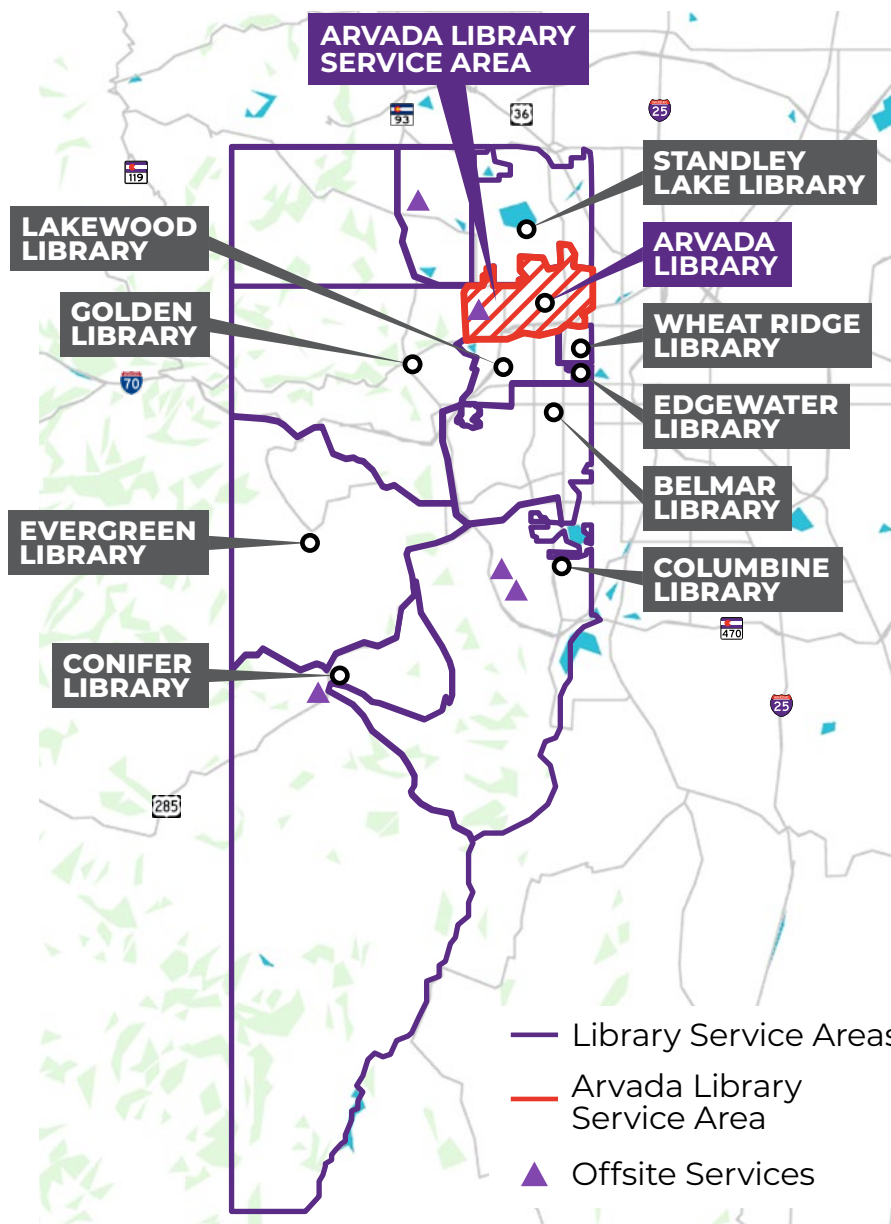 ARVADA LIBRARY
SERVICE AREA
93
36
25
119
STANDLEY
LAKE LIBRARY
LAKEWOOD
LIBRARY
ARVADA
LIBRARY
GOLDEN
LIBRARY
WHEAT RIDGE
LIBRARY
70
EDGEWATER
LIBRARY
BELMAR
LIBRARY
EVERGREEN
LIBRARY
COLUMBINE
LIBRARY
470
CONIFER
LIBRARY
25
285
Library Service Areas
Arvada Library
Service Area
Offsite Services